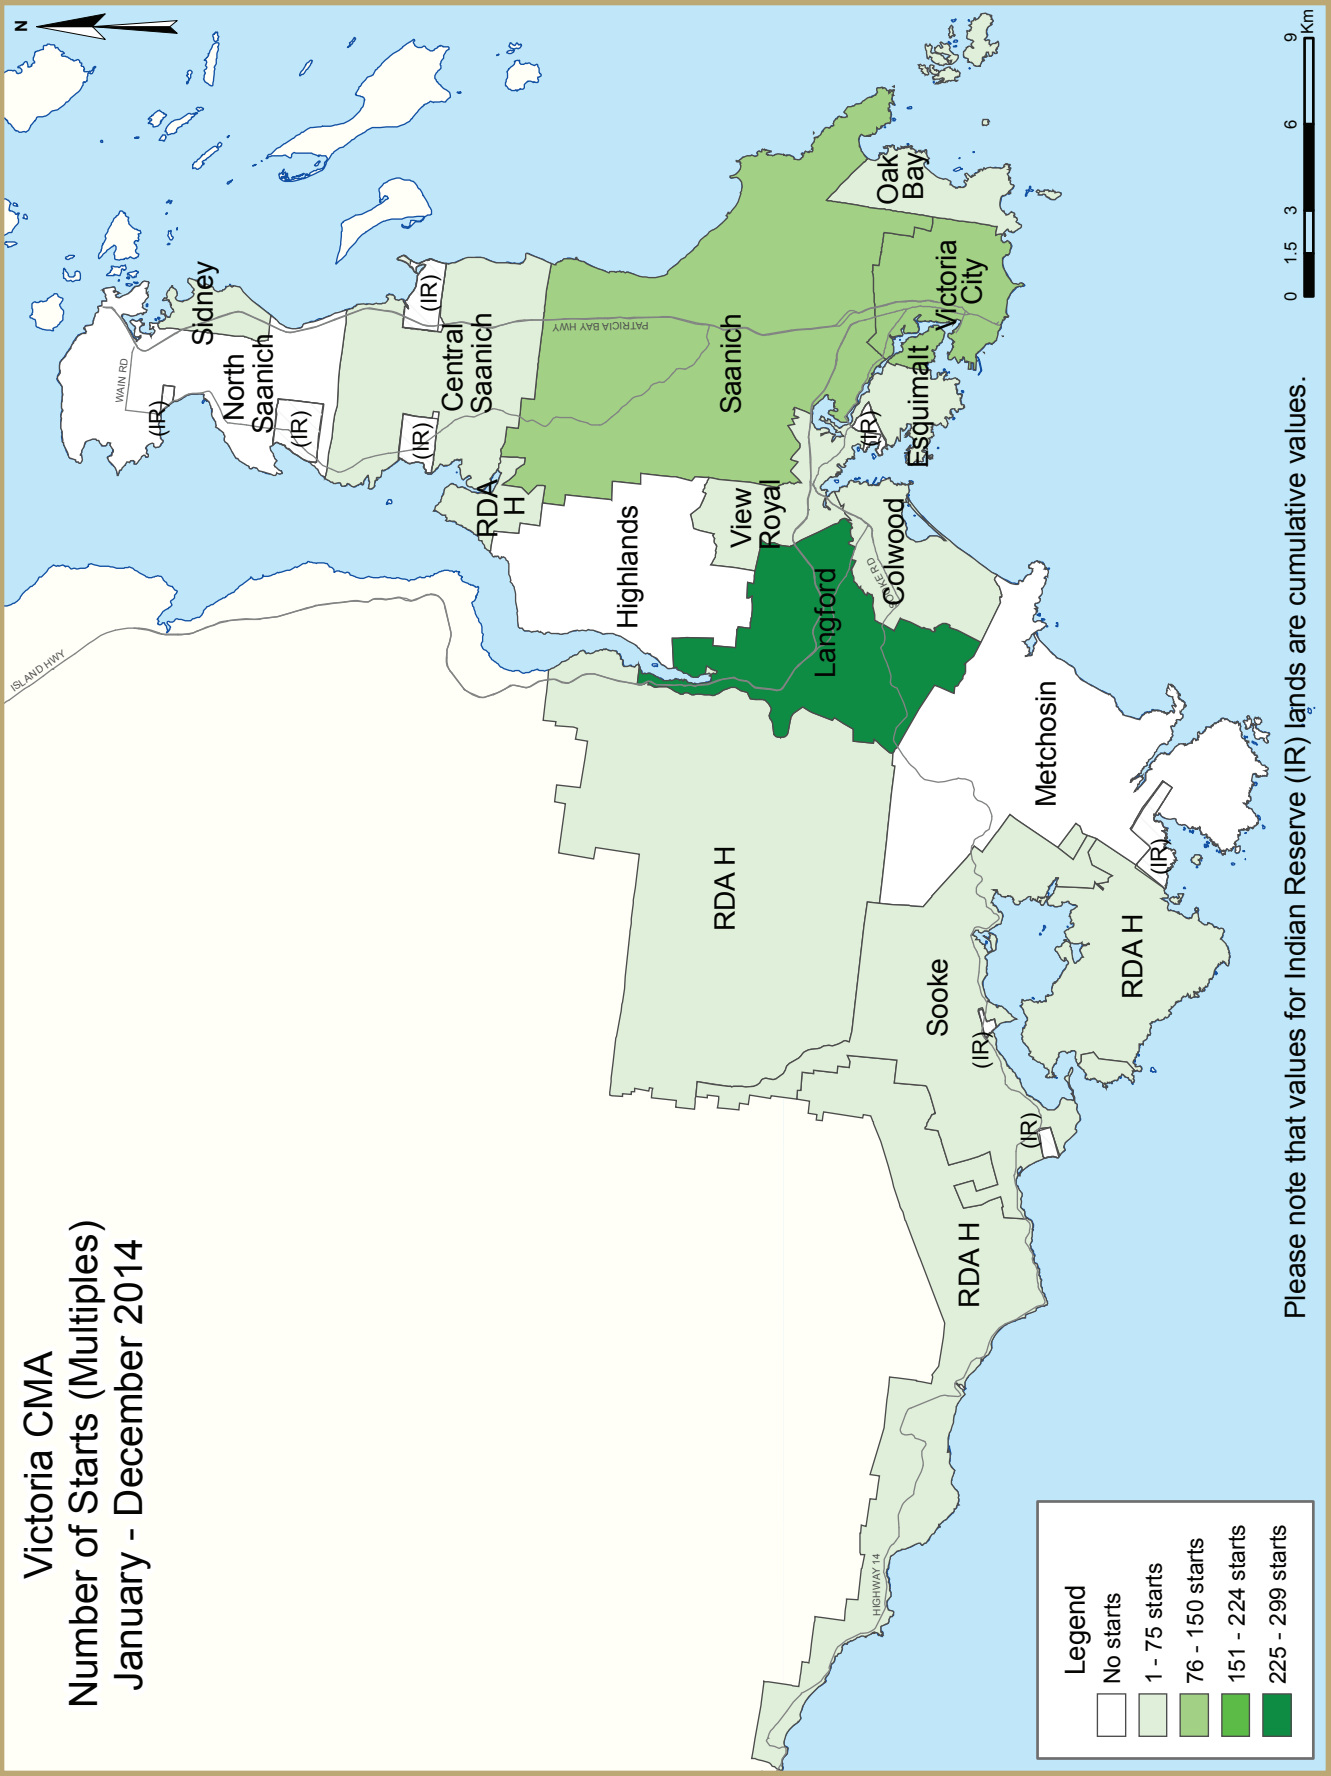 Victoria CMA
Number of Starts (Multiples)
January - December 2014
N
ISLAND HWY
WAIN RD
Sidney
North
Saanich
(IR)
(IR)
(IR)
Central
Saanich
(IR)
RDA
H
PATRICIA BAY HWY
Saanich
Highlands
View
Royal
Oak
Bay
Victoria
City
Esquimalt
(IR)
Langford
Colwood
SOOKE RD
Metchosin
(IR)
RDA H
Sooke
(IR)
(IR)
RDA H
RDA H
HIGHWAY 14
Legend
No starts
1 - 75 starts
76 - 150 starts
151 - 224 starts
225 - 299 starts
0 1.5 3 6 9
Km
Please note that values for Indian Reserve (IR) lands are cumulative values.